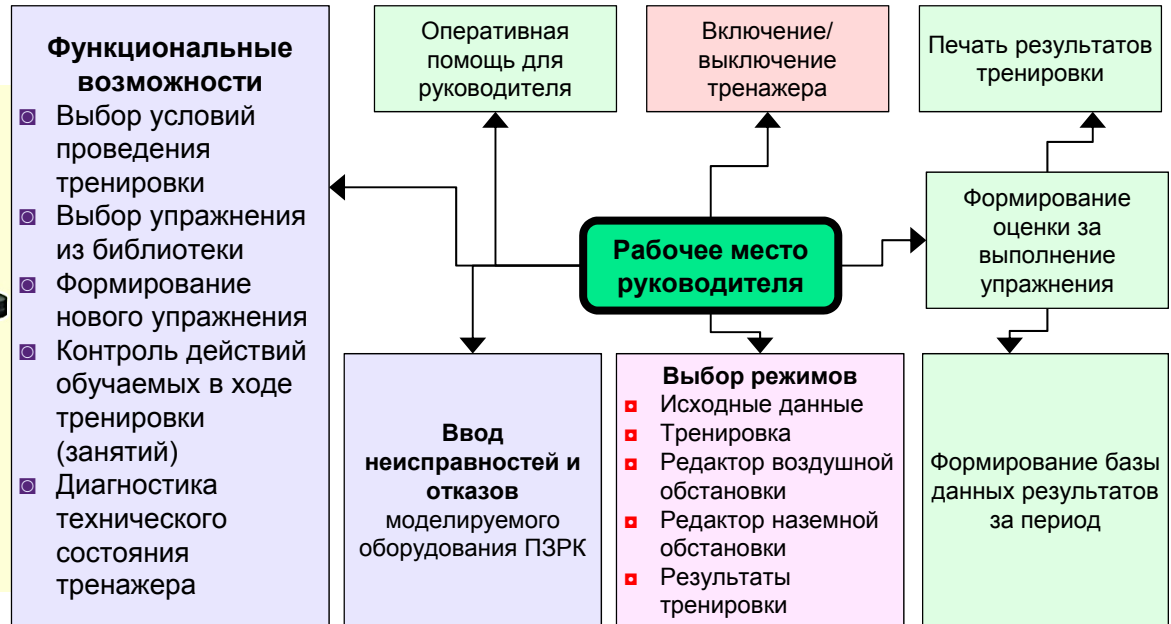 Функциональные
возможности
Выбор условий
проведения
тренировки
Выбор упражнения
из библиотеки
Формирование
нового упражнения
Контроль действий
обучаемых в ходе
тренировки
(занятий)
Диагностика
технического
состояния
тренажера
Оперативная
помощь для
руководителя
Включение/
выключение
тренажера
Печать результатов
тренировки
Рабочее место
руководителя
Формирование
оценки за
выполнение
упражнения
Ввод
неисправностей и
отказов
моделируемого
оборудования ПЗРК
Выбор режимов
Исходные данные
Тренировка
Редактор воздушной
обстановки
Редактор наземной
обстановки
Результаты
тренировки
Формирование базы
данных результатов
за период